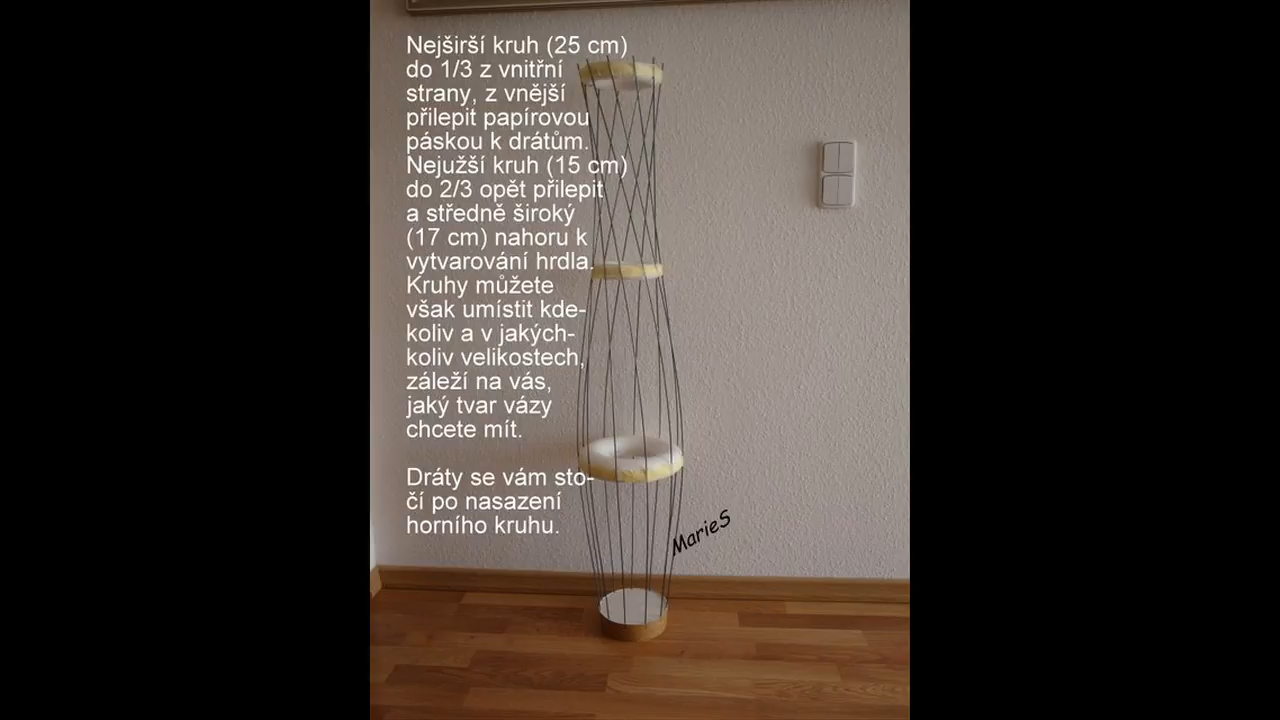 Nejširší kruh (25 cm)
do 1/3 z vnitřní
strany, z vnější
přilepit papírovou
páskou k drátům.
Nejužší kruh (15 cm)
do 2/3 opět přilepit
a středně široký
(17 cm) nahoru k
vytvarování hrdla.
Kruhy můžete
však umístit kde-
koliv a v jakých-
koliv velikostech,
záleží na vás,
jaký tvar vázy
chcete mít.
Dráty se vám sto-
čí po nasazení
horního kruhu.
MarieS